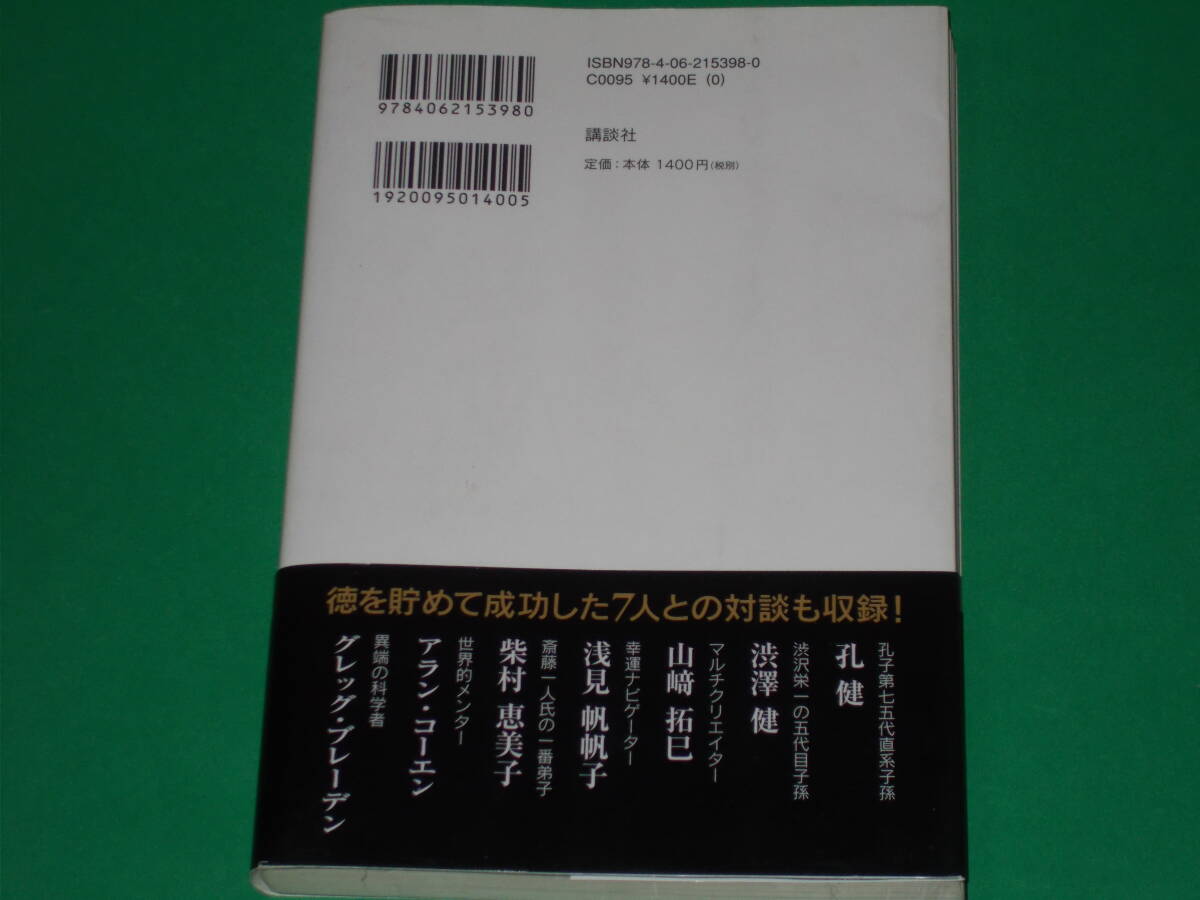 ISBN978-4-06-215398-0
C0095 ¥1400E (0)
9784062153980
講談社
定価：本体 1400円(税別)
1920095014005
徳を貯めて成功した7人との対談も収録！
孔子第七五代直系子孫
孔 健
渋沢栄一の五代目子孫
渋澤 健
マルチクリエイター
山﨑 拓巳
幸運ナビゲーター
浅見 帆帆子
斎藤一人氏の一番弟子
柴村 恵美子
世界的メンター
アラン・コーエン
異端の科学者
グレッグ・ブレーデン